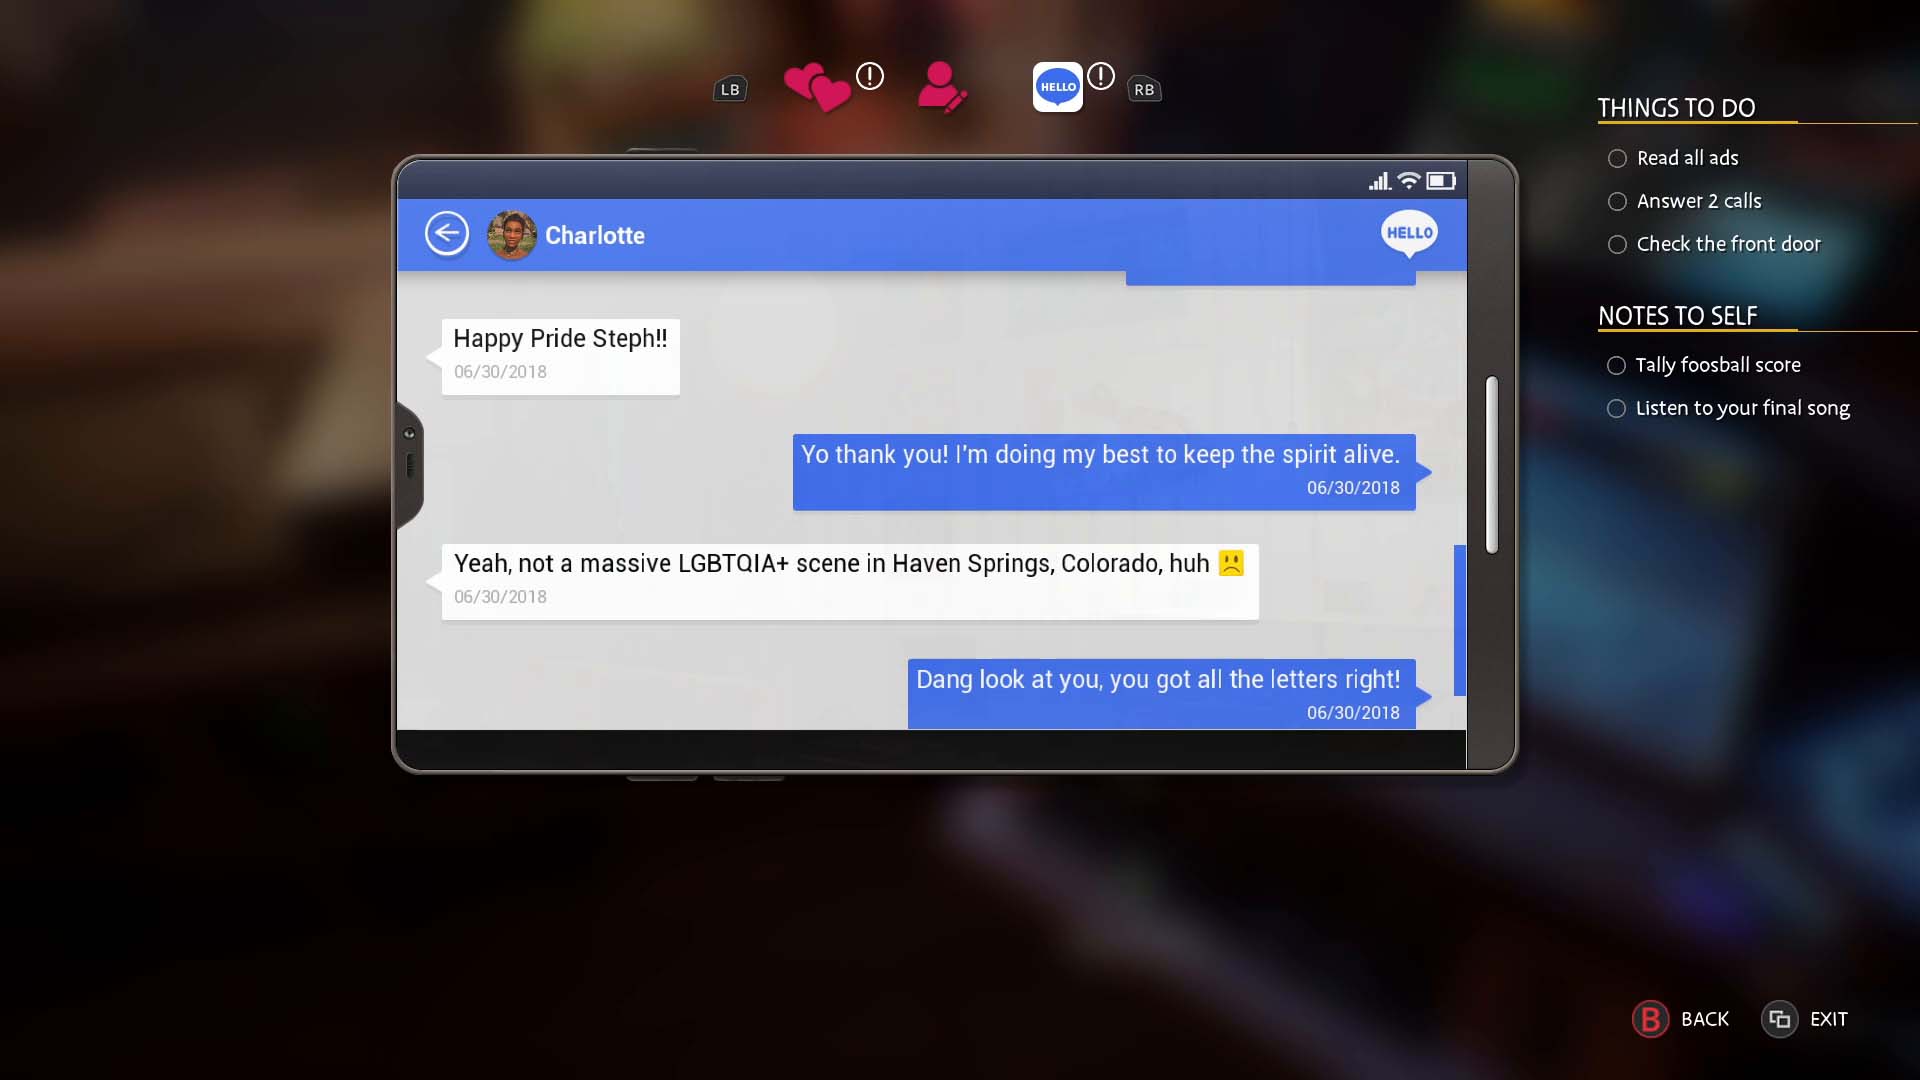 LB
HELLO
RB
THINGS TO DO
Read all ads
Answer 2 calls
Check the front door
NOTES TO SELF
Tally foosball score
Listen to your final song
Charlotte
HELLO
Happy Pride Steph!!
06/30/2018
Yo thank you! I'm doing my best to keep the spirit alive.
06/30/2018
Yeah, not a massive LGBTQIA+ scene in Haven Springs, Colorado, huh
06/30/2018
Dang look at you, you got all the letters right!
06/30/2018
B BACK
EXIT